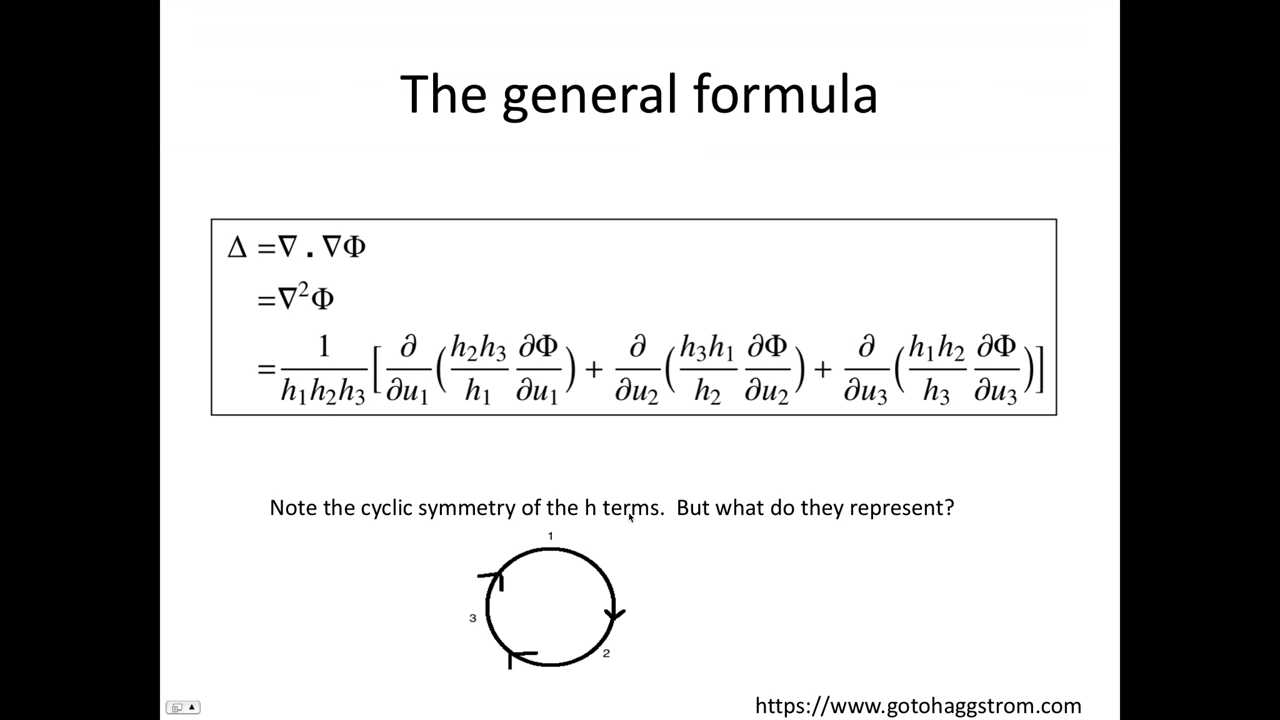 The general formula
Δ =∇ . ∇Φ
=∇²Φ
= 1/(h₁h₂h₃) [ ∂/∂u₁ ( h₂h₃/h₁ ∂Φ/∂u₁ ) + ∂/∂u₂ ( h₃h₁/h₂ ∂Φ/∂u₂ ) + ∂/∂u₃ ( h₁h₂/h₃ ∂Φ/∂u₃ ) ]
Note the cyclic symmetry of the h terms. But what do they represent?
1
3
2
https://www.gotohaggstrom.com